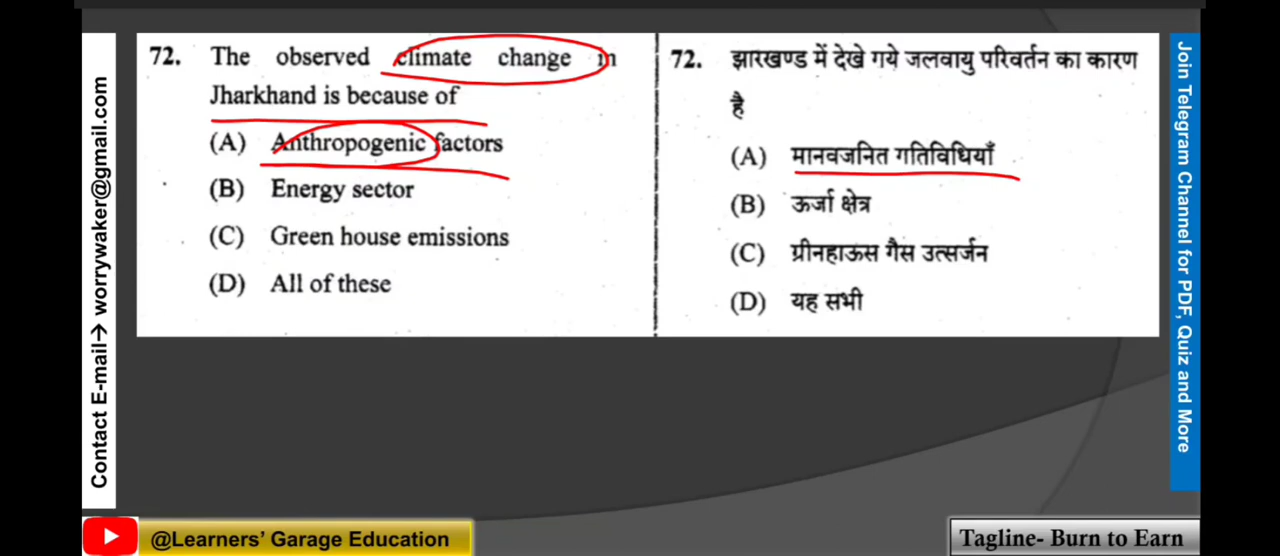 Contact E-mail→ worrywaker@gmail.com
72. The observed climate change in
Jharkhand is because of
(A) Anthropogenic factors
(B) Energy sector
(C) Green house emissions
(D) All of these
72. झारखण्ड में देखे गये जलवायु परिवर्तन का कारण
है
(A) मानवजनित गतिविधियाँ
(B) ऊर्जा क्षेत्र
(C) ग्रीनहाऊस गैस उत्सर्जन
(D) यह सभी
Join Telegram Channel for PDF, Quiz and More
@Learners’ Garage Education
Tagline- Burn to Earn